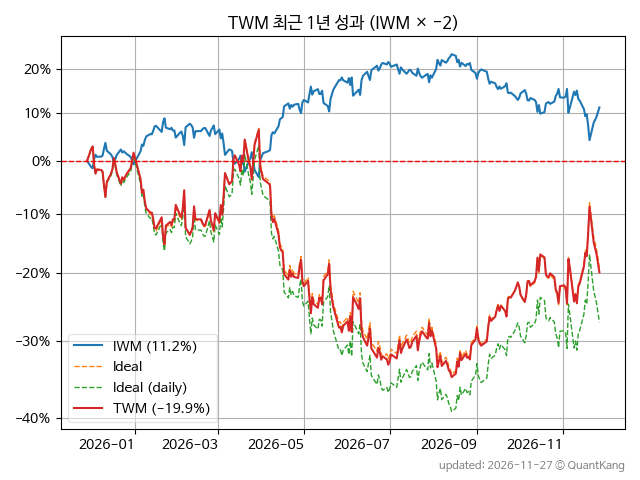 TWM 최근 1년 성과 (IWM × −2)
20%
10%
0%
−10%
−20%
−30%
−40%
IWM (11.2%)
Ideal
Ideal (daily)
TWM (−19.9%)
2026−01
2026−03
2026−05
2026−07
2026−09
2026−11
updated: 2026−11−27 © QuantKang